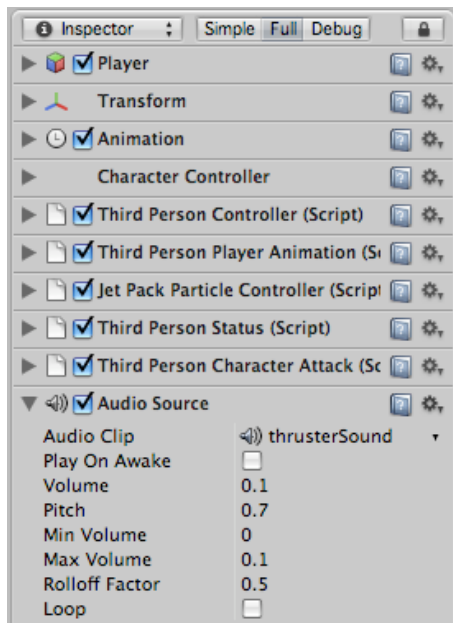 Inspector Simple Full Debug
Player
Transform
Animation
Character Controller
Third Person Controller (Script)
Third Person Player Animation (S
Jet Pack Particle Controller (Script
Third Person Status (Script)
Third Person Character Attack (Sc
Audio Source
Audio Clip thrusterSound
Play On Awake
Volume 0.1
Pitch 0.7
Min Volume 0
Max Volume 0.1
Rolloff Factor 0.5
Loop